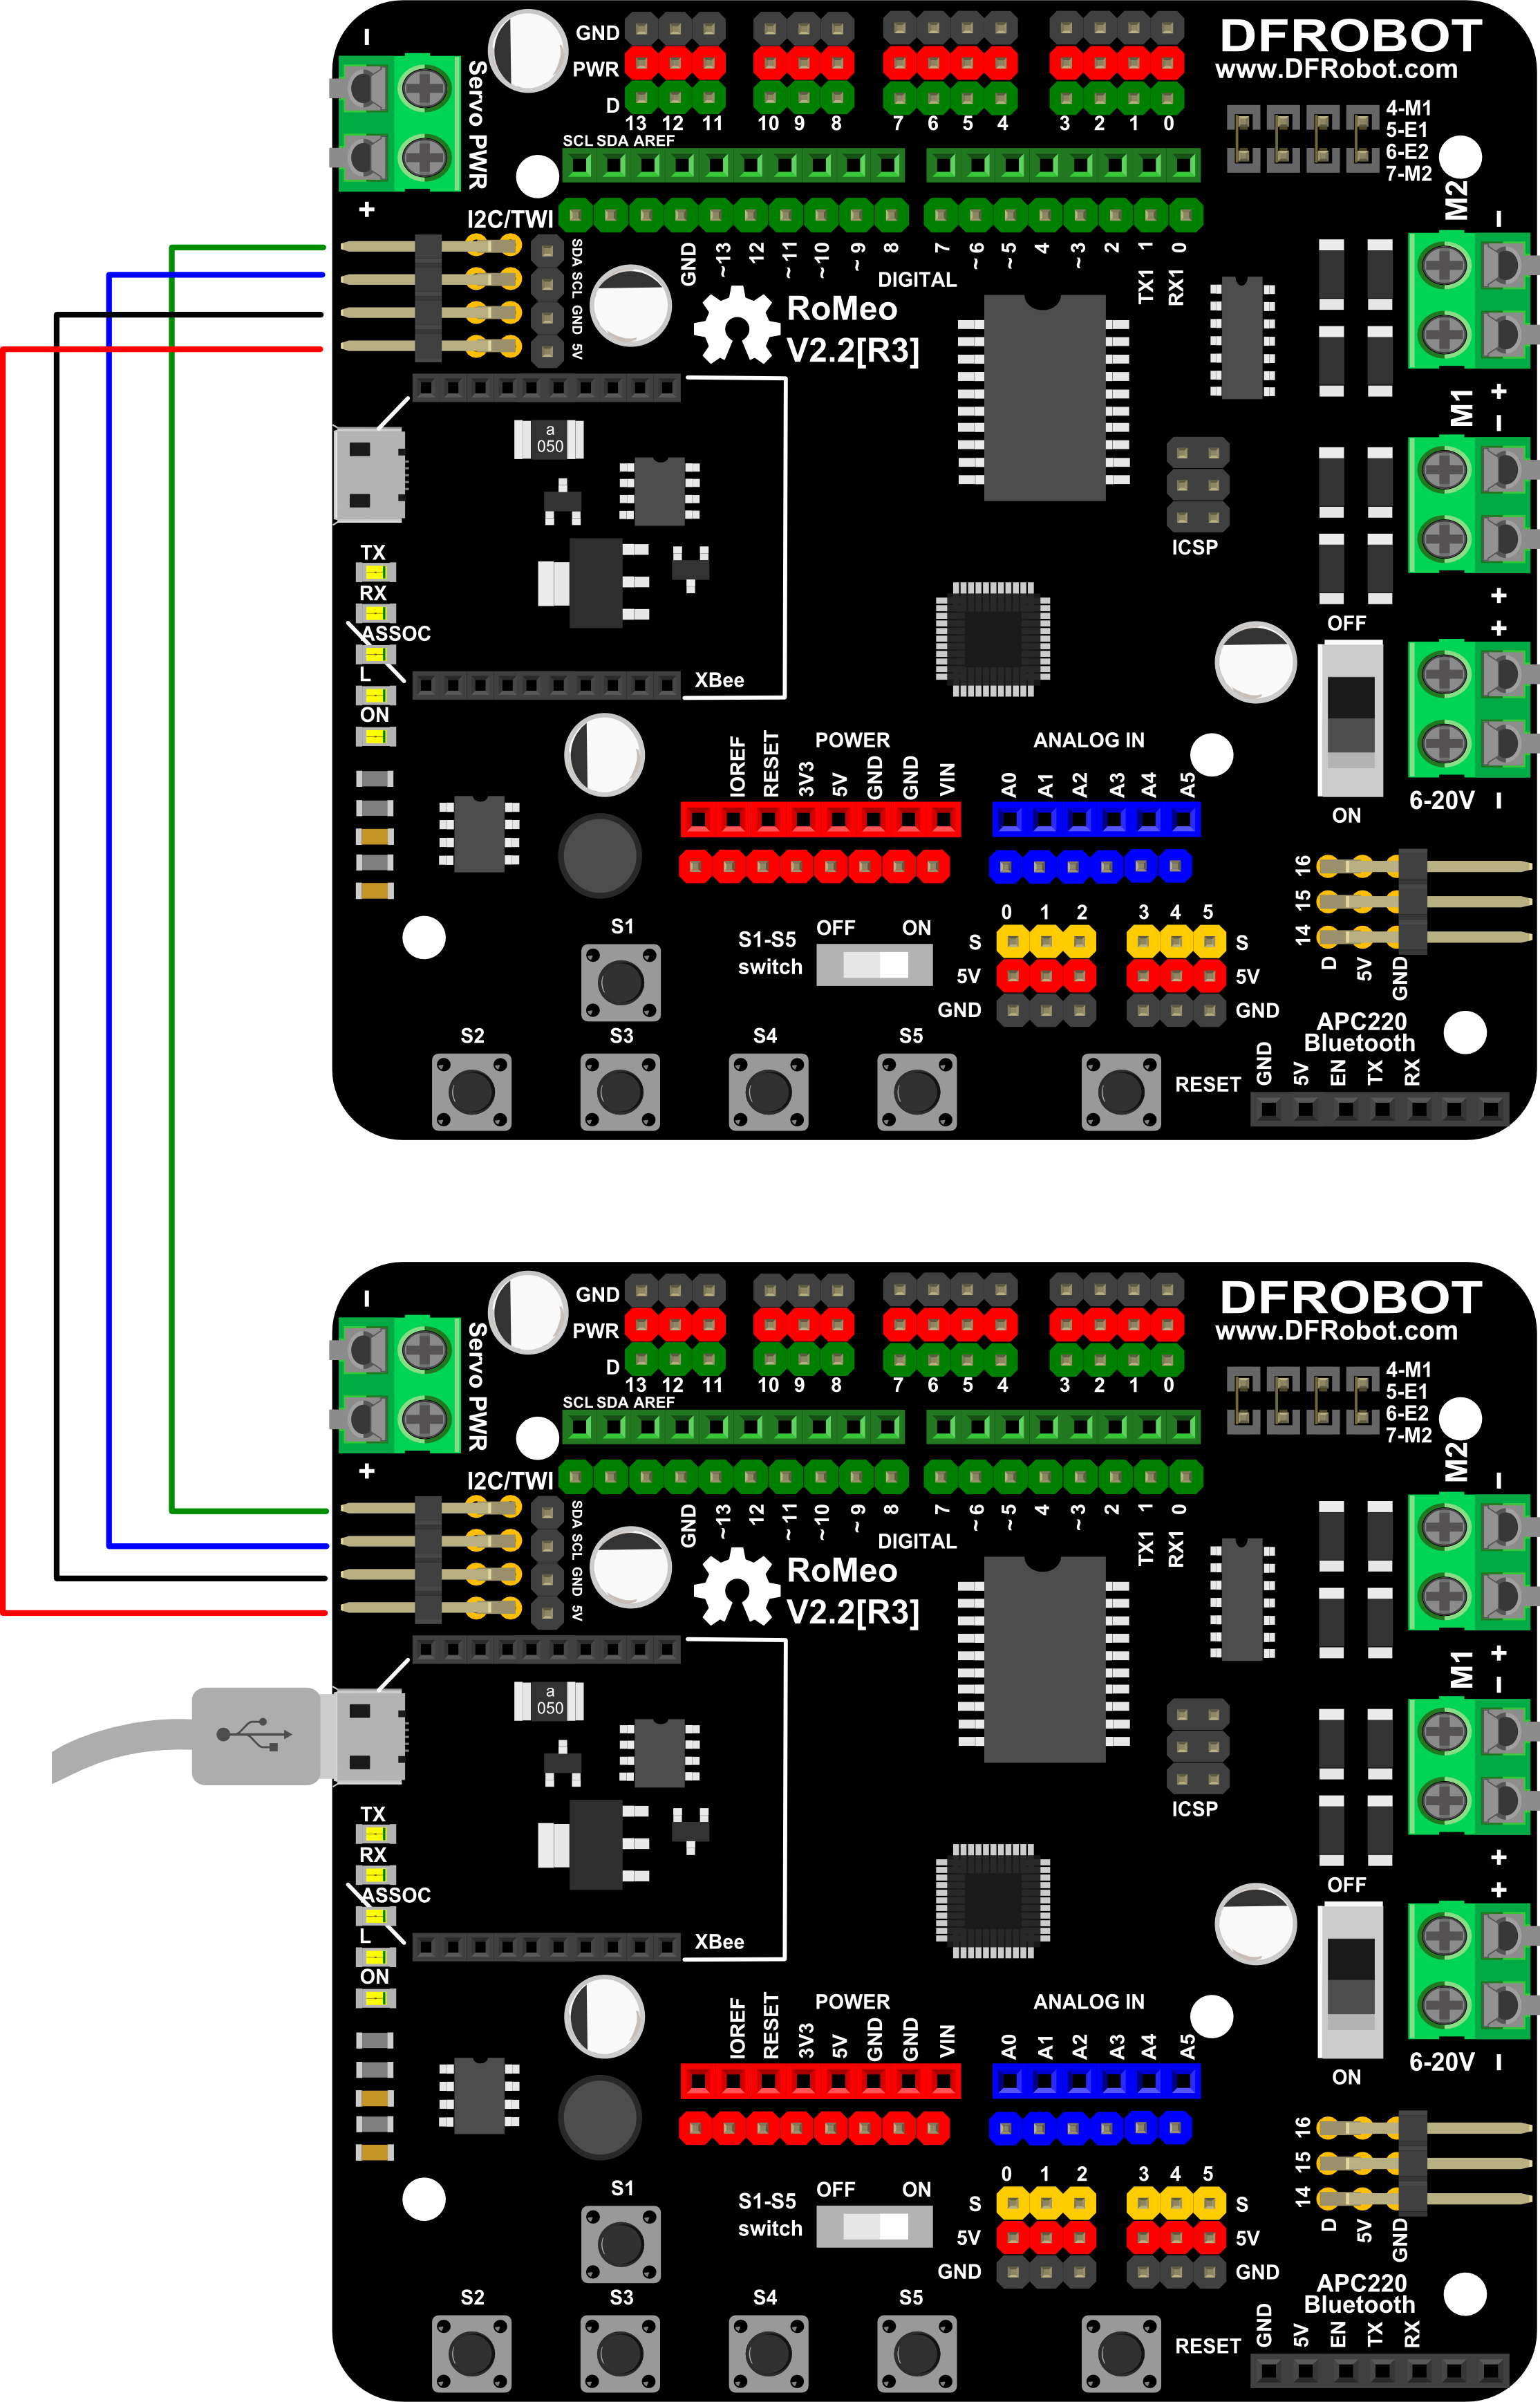 GND
PWR
D
13 12 11 10 9 8 7 6 5 4 3 2 1 0
DFROBOT
www.DFRobot.com
4-M1
5-E1
6-E2
7-M2
Servo PWR
−
+
SCL SDA AREF
I2C/TWI
SDA SCL GND 5V
GND ~13 12 ~11 ~10 ~9 8 7 ~6 ~5 4 ~3 2 1 0
DIGITAL
TX1 RX1
RoMeo
V2.2[R3]
M2
−
+
M1
−
+
a
050
ICSP
TX
RX
ASSOC
L
ON
XBee
OFF
ON
+
6-20V −
POWER
IOREF RESET 3V3 5V GND GND VIN
ANALOG IN
A0 A1 A2 A3 A4 A5
16
15
14
D 5V GND
S1
S1-S5
switch
OFF ON
0 1 2 3 4 5
S S
5V 5V
GND GND
S2 S3 S4 S5
RESET
APC220
Bluetooth
GND 5V EN TX RX
GND
PWR
D
13 12 11 10 9 8 7 6 5 4 3 2 1 0
DFROBOT
www.DFRobot.com
4-M1
5-E1
6-E2
7-M2
Servo PWR
−
+
SCL SDA AREF
I2C/TWI
SDA SCL GND 5V
GND ~13 12 ~11 ~10 ~9 8 7 ~6 ~5 4 ~3 2 1 0
DIGITAL
TX1 RX1
RoMeo
V2.2[R3]
M2
−
+
M1
−
+
a
050
ICSP
TX
RX
ASSOC
L
ON
XBee
OFF
ON
+
6-20V −
POWER
IOREF RESET 3V3 5V GND GND VIN
ANALOG IN
A0 A1 A2 A3 A4 A5
16
15
14
D 5V GND
S1
S1-S5
switch
OFF ON
0 1 2 3 4 5
S S
5V 5V
GND GND
S2 S3 S4 S5
RESET
APC220
Bluetooth
GND 5V EN TX RX